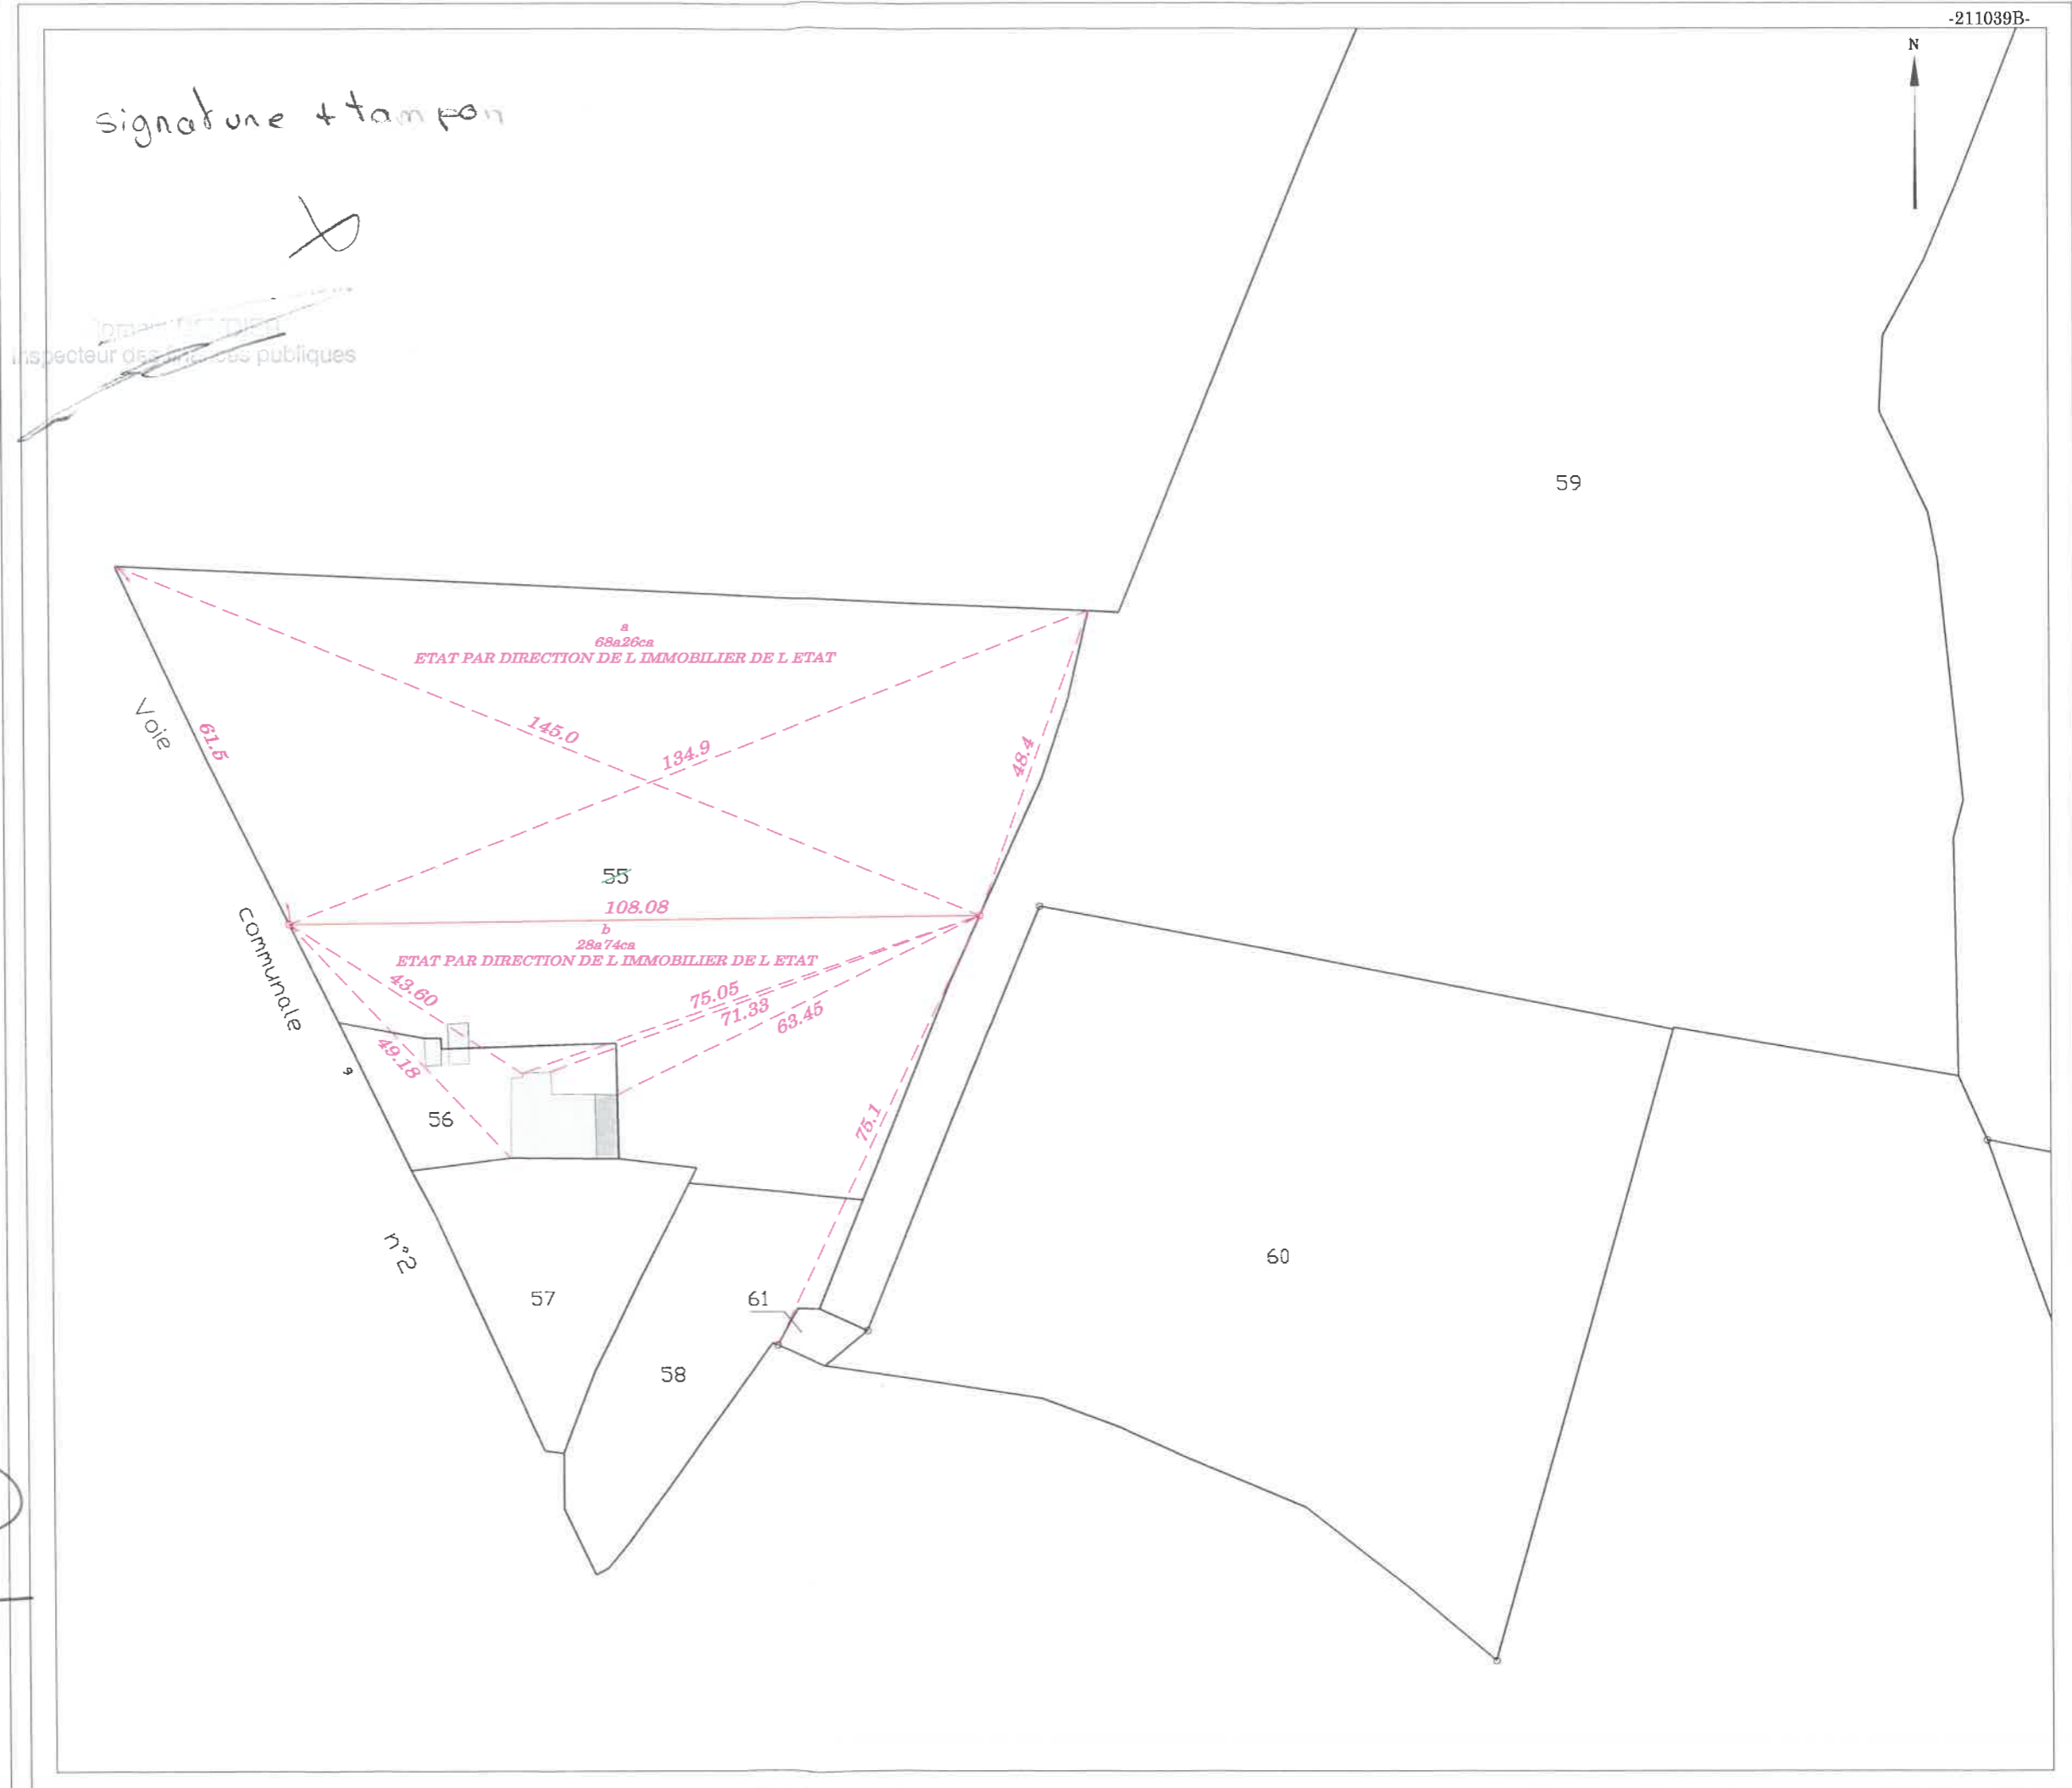 -211039B-
N
signature + tampon
Inspecteur des finances publiques
59
a
68a26ca
ETAT PAR DIRECTION DE L IMMOBILIER DE L ETAT
Voie
61.5
145.0
134.9
48.4
55
108.08
b
28a74ca
ETAT PAR DIRECTION DE L IMMOBILIER DE L ETAT
communale
43.60
75.05
71.33
63.45
49.18
56
75.1
n°2
57
61
60
58